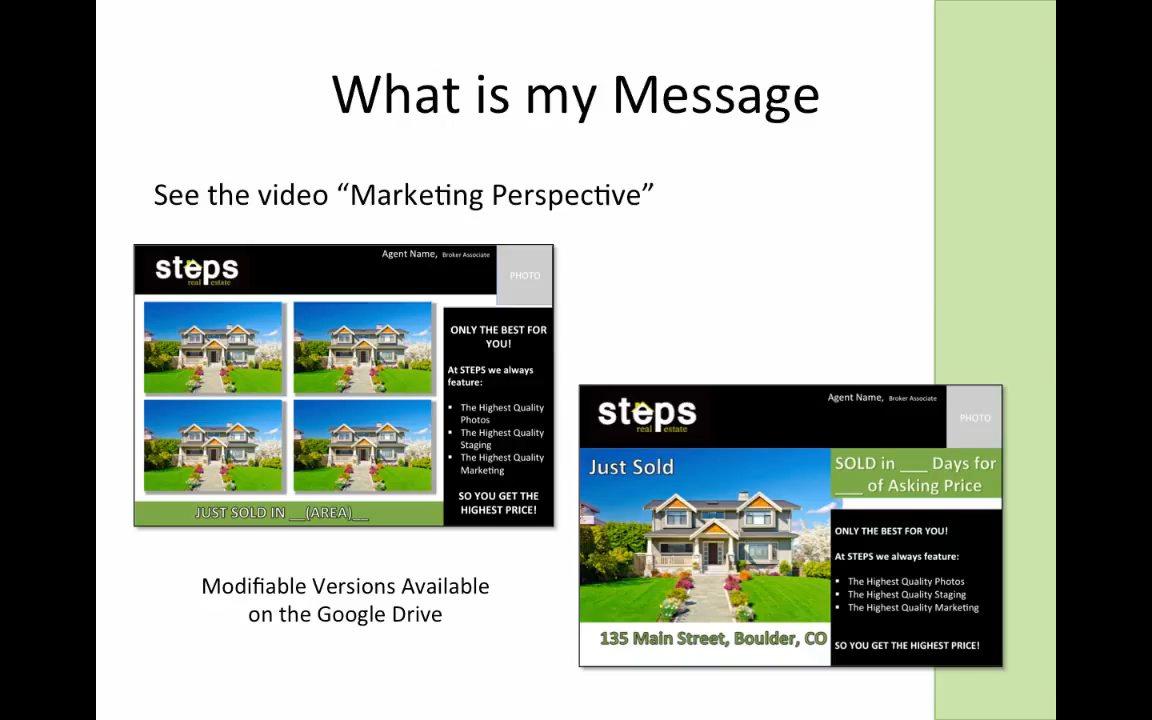 What is my Message
See the video “Marketing Perspective”
Agent Name, Broker Associate
steps
real estate
PHOTO
ONLY THE BEST FOR
YOU!
At STEPS we always
feature:
▪ The Highest Quality
Photos
▪ The Highest Quality
Staging
▪ The Highest Quality
Marketing
SO YOU GET THE
HIGHEST PRICE!
JUST SOLD IN __(AREA)__
Modifiable Versions Available
on the Google Drive
Agent Name, Broker Associate
steps
real estate
PHOTO
Just Sold
SOLD in ___ Days for
___ of Asking Price
ONLY THE BEST FOR YOU!
At STEPS we always feature:
▪ The Highest Quality Photos
▪ The Highest Quality Staging
▪ The Highest Quality Marketing
SO YOU GET THE HIGHEST PRICE!
135 Main Street, Boulder, CO